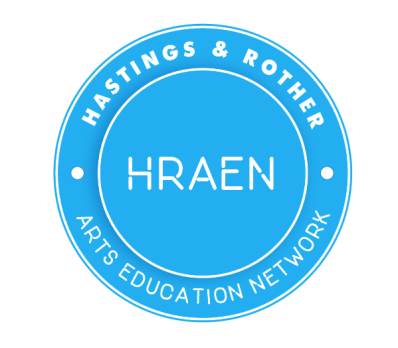 HASTINGS & ROTHER
HRAEN
ARTS EDUCATION NETWORK